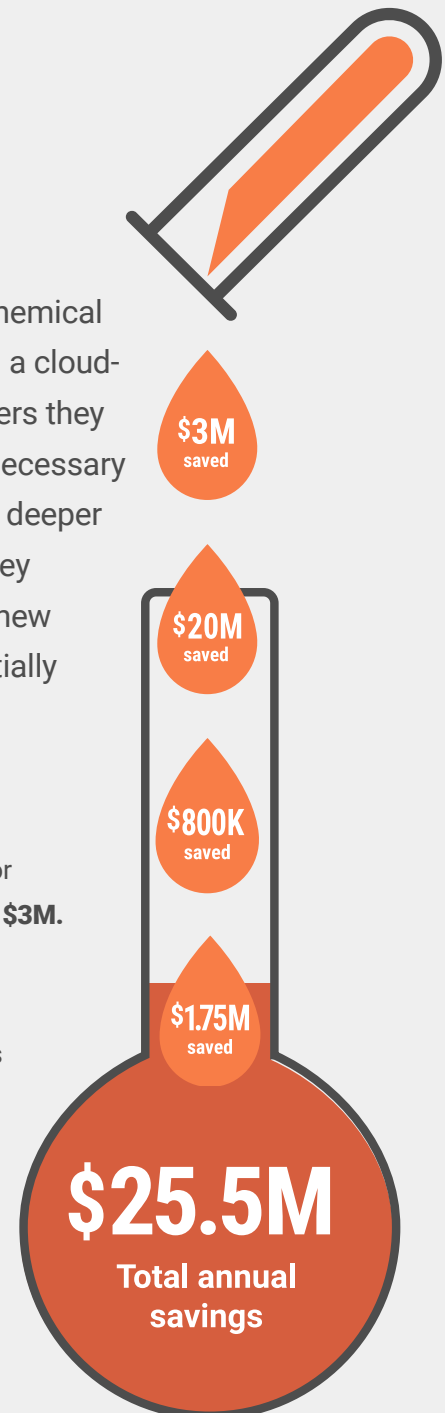 hemical
a cloud-
ers they
ecessary
deeper
ey
new
tially
or
$3M.
s
$3M
saved
$20M
saved
$800K
saved
$1.75M
saved
$25.5M
Total annual
savings